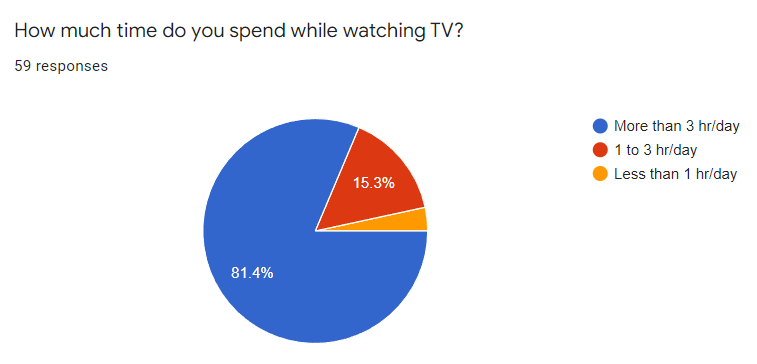 How much time do you spend while watching TV?
59 responses
More than 3 hr/day
1 to 3 hr/day
Less than 1 hr/day
15.3%
81.4%